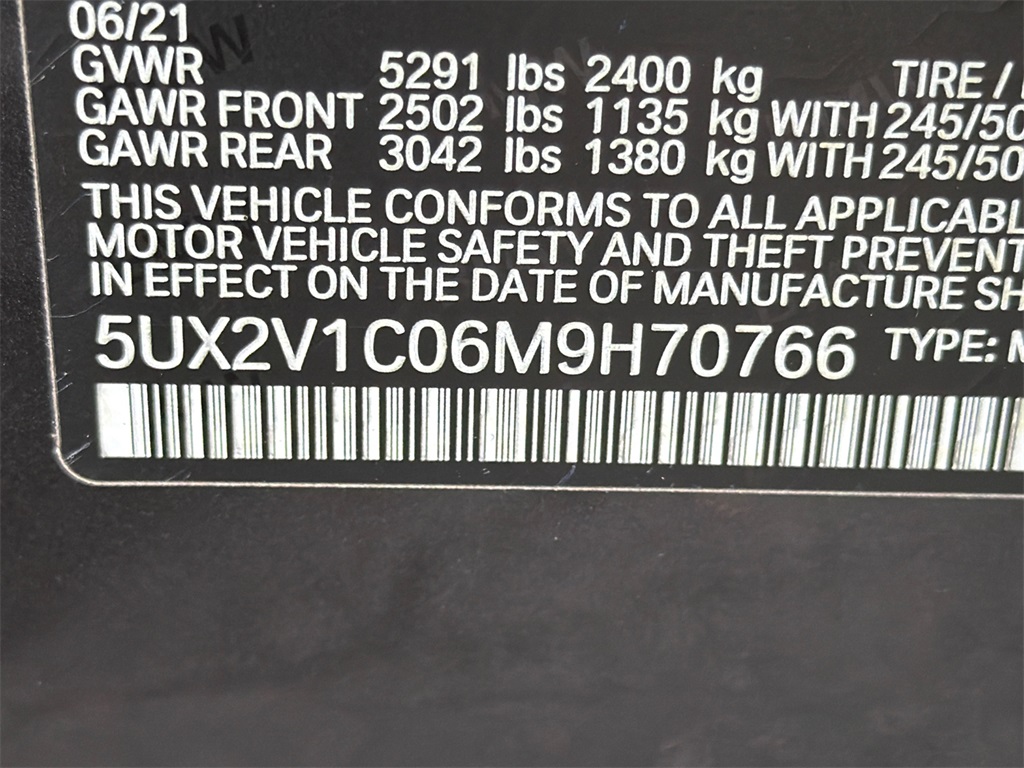 06/21
GVWR 5291 lbs 2400 kg TIRE /
GAWR FRONT 2502 lbs 1135 kg WITH 245/50
GAWR REAR 3042 lbs 1380 kg WITH 245/50
THIS VEHICLE CONFORMS TO ALL APPLICABL
MOTOR VEHICLE SAFETY AND THEFT PREVENT
IN EFFECT ON THE DATE OF MANUFACTURE SH
5UX2V1C06M9H70766 TYPE: M